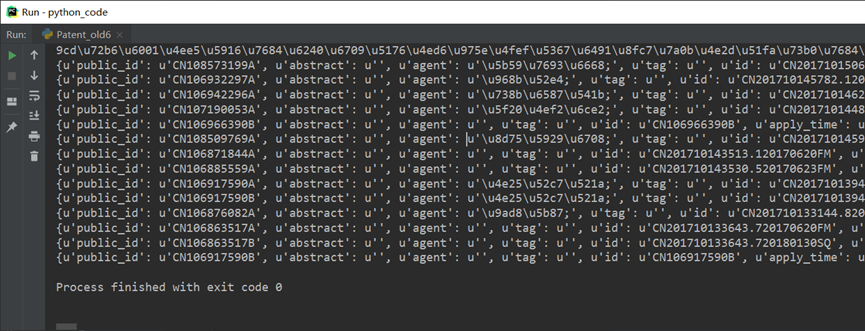 Run - python_code
Run: Patent_old6
9cd\u72b6\u6001\u4ee5\u5916\u7684\u6240\u6709\u5176\u4ed6\u975e\u4fef\u5367\u6491\u8fc7\u7a0b\u4e2d\u51fa\u73b0\u7684\
{u'public_id': u'CN108573199A', u'abstract': u'', u'agent': u'\u5b59\u7693\u6668;', u'tag': u'', u'id': u'CN201710150
{u'public_id': u'CN106932297A', u'abstract': u'', u'agent': u'\u968b\u52e4;', u'tag': u'', u'id': u'CN201710145782.120
{u'public_id': u'CN106942296A', u'abstract': u'', u'agent': u'\u738b\u6587\u541b;', u'tag': u'', u'id': u'CN201710146 2
{u'public_id': u'CN107190053A', u'abstract': u'', u'agent': u'\u5f20\u4ef2\u6ce2;', u'tag': u'', u'id': u'CN2017101448
{u'public_id': u'CN106966390B', u'abstract': u'', u'agent': u'', u'tag': u'', u'id': u'CN106966390B', u'apply_time': u
{u'public_id': u'CN108509769A', u'abstract': u'', u'agent': u'\u8d75\u5929\u6708;', u'tag': u'', u'id': u'CN2017101459
{u'public_id': u'CN106871844A', u'abstract': u'', u'agent': u'', u'tag': u'', u'id': u'CN201710143513.120170620FM', u'
{u'public_id': u'CN106885559A', u'abstract': u'', u'agent': u'', u'tag': u'', u'id': u'CN201710143530.520170623FM', u'
{u'public_id': u'CN106917590A', u'abstract': u'', u'agent': u'\u4e25\u52c7\u521a;', u'tag': u'', u'id': u'CN2017101394
{u'public_id': u'CN106917590B', u'abstract': u'', u'agent': u'\u4e25\u52c7\u521a;', u'tag': u'', u'id': u'CN2017101394
{u'public_id': u'CN106876082A', u'abstract': u'', u'agent': u'\u9ad8\u5b87;', u'tag': u'', u'id': u'CN201710133144.820
{u'public_id': u'CN106863517A', u'abstract': u'', u'agent': u'', u'tag': u'', u'id': u'CN201710133643.720170620FM', u'
{u'public_id': u'CN106863517B', u'abstract': u'', u'agent': u'', u'tag': u'', u'id': u'CN201710133643.720180130SQ', u'
{u'public_id': u'CN106917590B', u'abstract': u'', u'agent': u'', u'tag': u'', u'id': u'CN106917590B', u'apply_time': u
Process finished with exit code 0